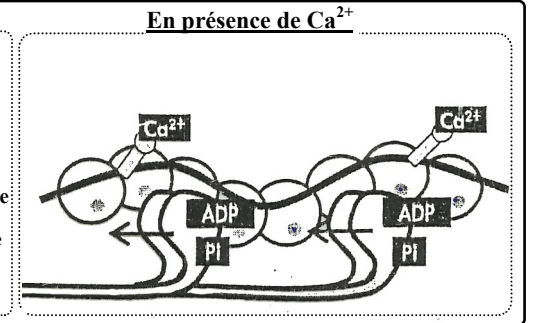 En présence de Ca²⁺
Ca²⁺
Ca²⁺
ADP
ADP
Pi
Pi
e
e